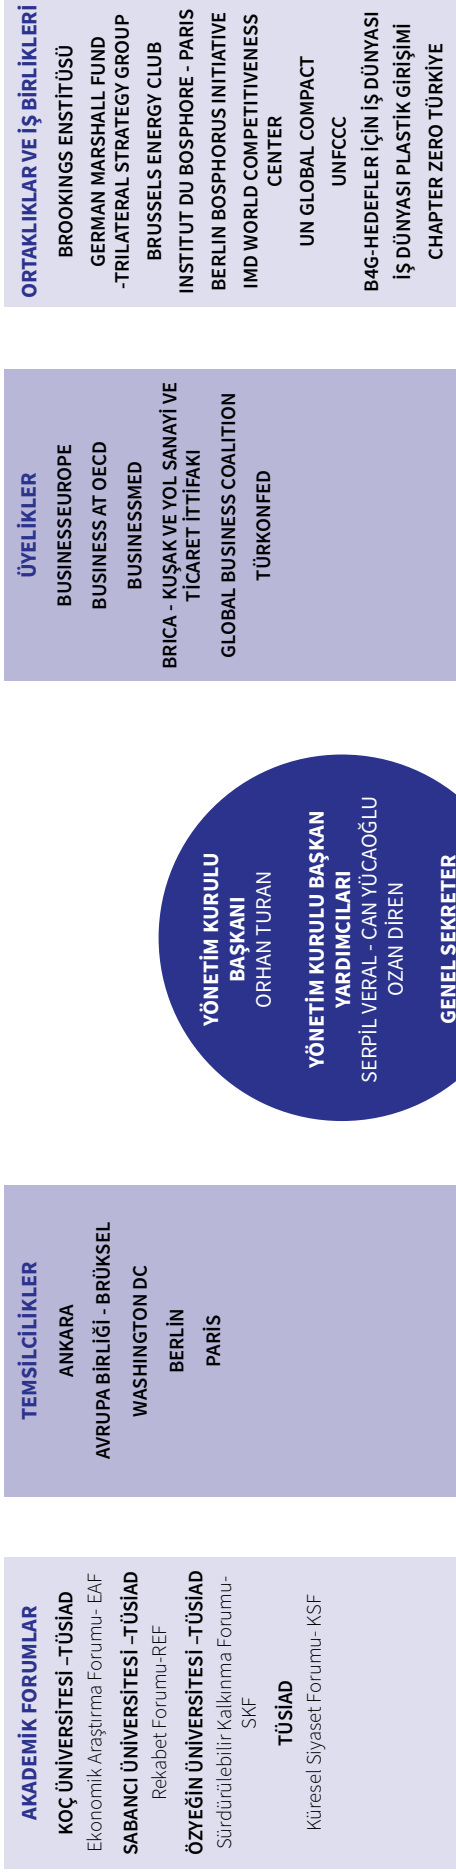 AKADEMİK FORUMLAR
KOÇ ÜNİVERSİTESİ –TÜSİAD
Ekonomik Araştırma Forumu- EAF
SABANCI ÜNİVERSİTESİ –TÜSİAD
Rekabet Forumu-REF
ÖZYEĞİN ÜNİVERSİTESİ –TÜSİAD
Sürdürülebilir Kalkınma Forumu-
SKF
TÜSİAD
Küresel Siyaset Forumu- KSF
TEMSİLCİLİKLER
ANKARA
AVRUPA BİRLİĞİ - BRÜKSEL
WASHINGTON DC
BERLİN
PARİS
YÖNETİM KURULU
BAŞKANI
ORHAN TURAN
YÖNETİM KURULU BAŞKAN
YARDIMCILARI
SERPİL VERAL - CAN YÜCAOĞLU
OZAN DİREN
GENEL SEKRETER
ÜYELİKLER
BUSINESSEUROPE
BUSINESS AT OECD
BUSINESSMED
BRICA - KUŞAK VE YOL SANAYİ VE
TİCARET İTTİFAKI
GLOBAL BUSINESS COALITION
TÜRKONFED
ORTAKLIKLAR VE İŞ BİRLİKLERİ
BROOKINGS ENSTİTÜSÜ
GERMAN MARSHALL FUND
-TRILATERAL STRATEGY GROUP
BRUSSELS ENERGY CLUB
INSTITUT DU BOSPHORE - PARIS
BERLIN BOSPHORUS INITIATIVE
IMD WORLD COMPETITIVENESS
CENTER
UN GLOBAL COMPACT
UNFCCC
B4G-HEDEFLER İÇİN İŞ DÜNYASI
İŞ DÜNYASI PLASTİK GİRİŞİMİ
CHAPTER ZERO TÜRKİYE